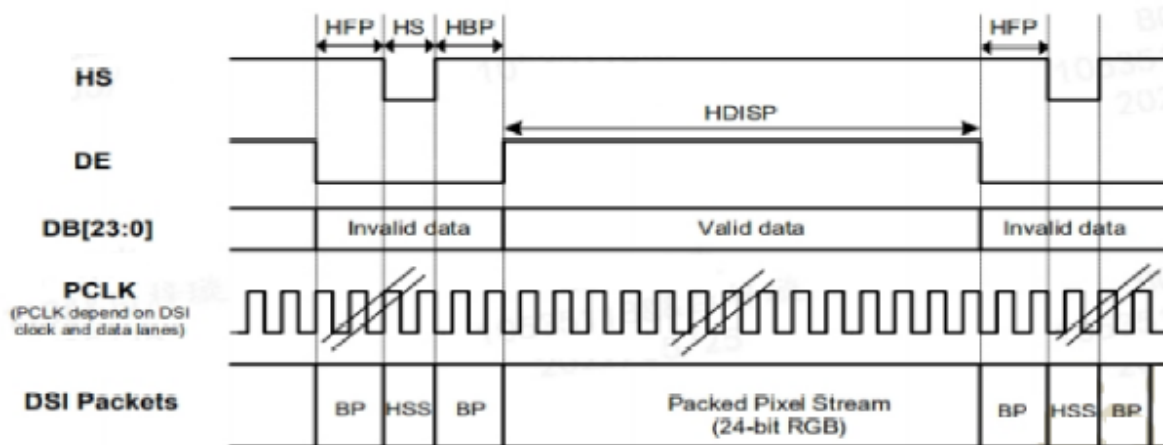 HFP HS HBP HFP
HS
HDISP
DE
DB[23:0] Invalid data Valid data Invalid data
PCLK
(PCLK depend on DSI
clock and data lanes)
DSI Packets BP HSS BP Packed Pixel Stream BP HSS BP
(24-bit RGB)